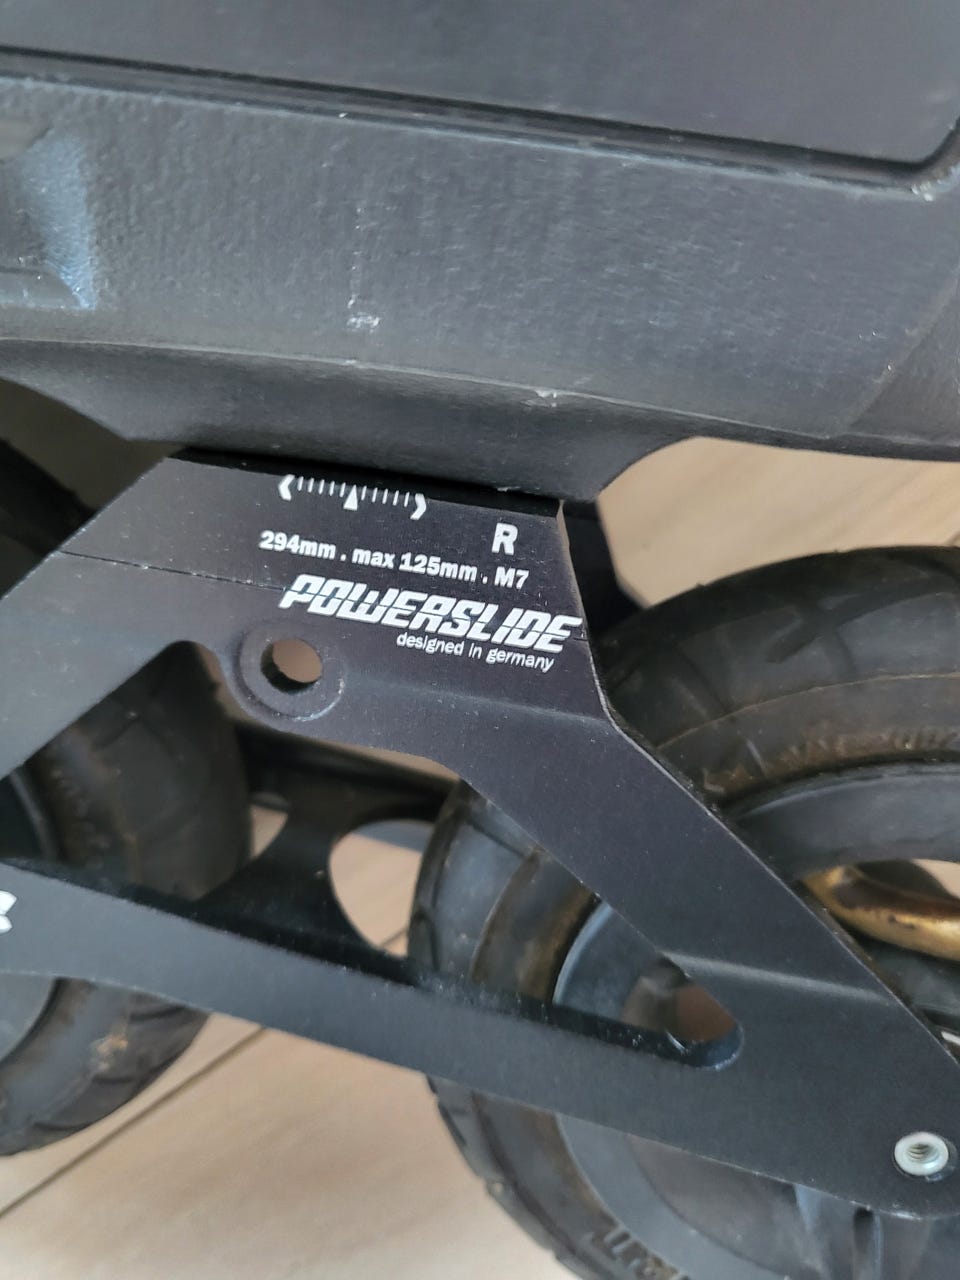 R
294mm . max 125mm . M7
POWERSLIDE
designed in germany